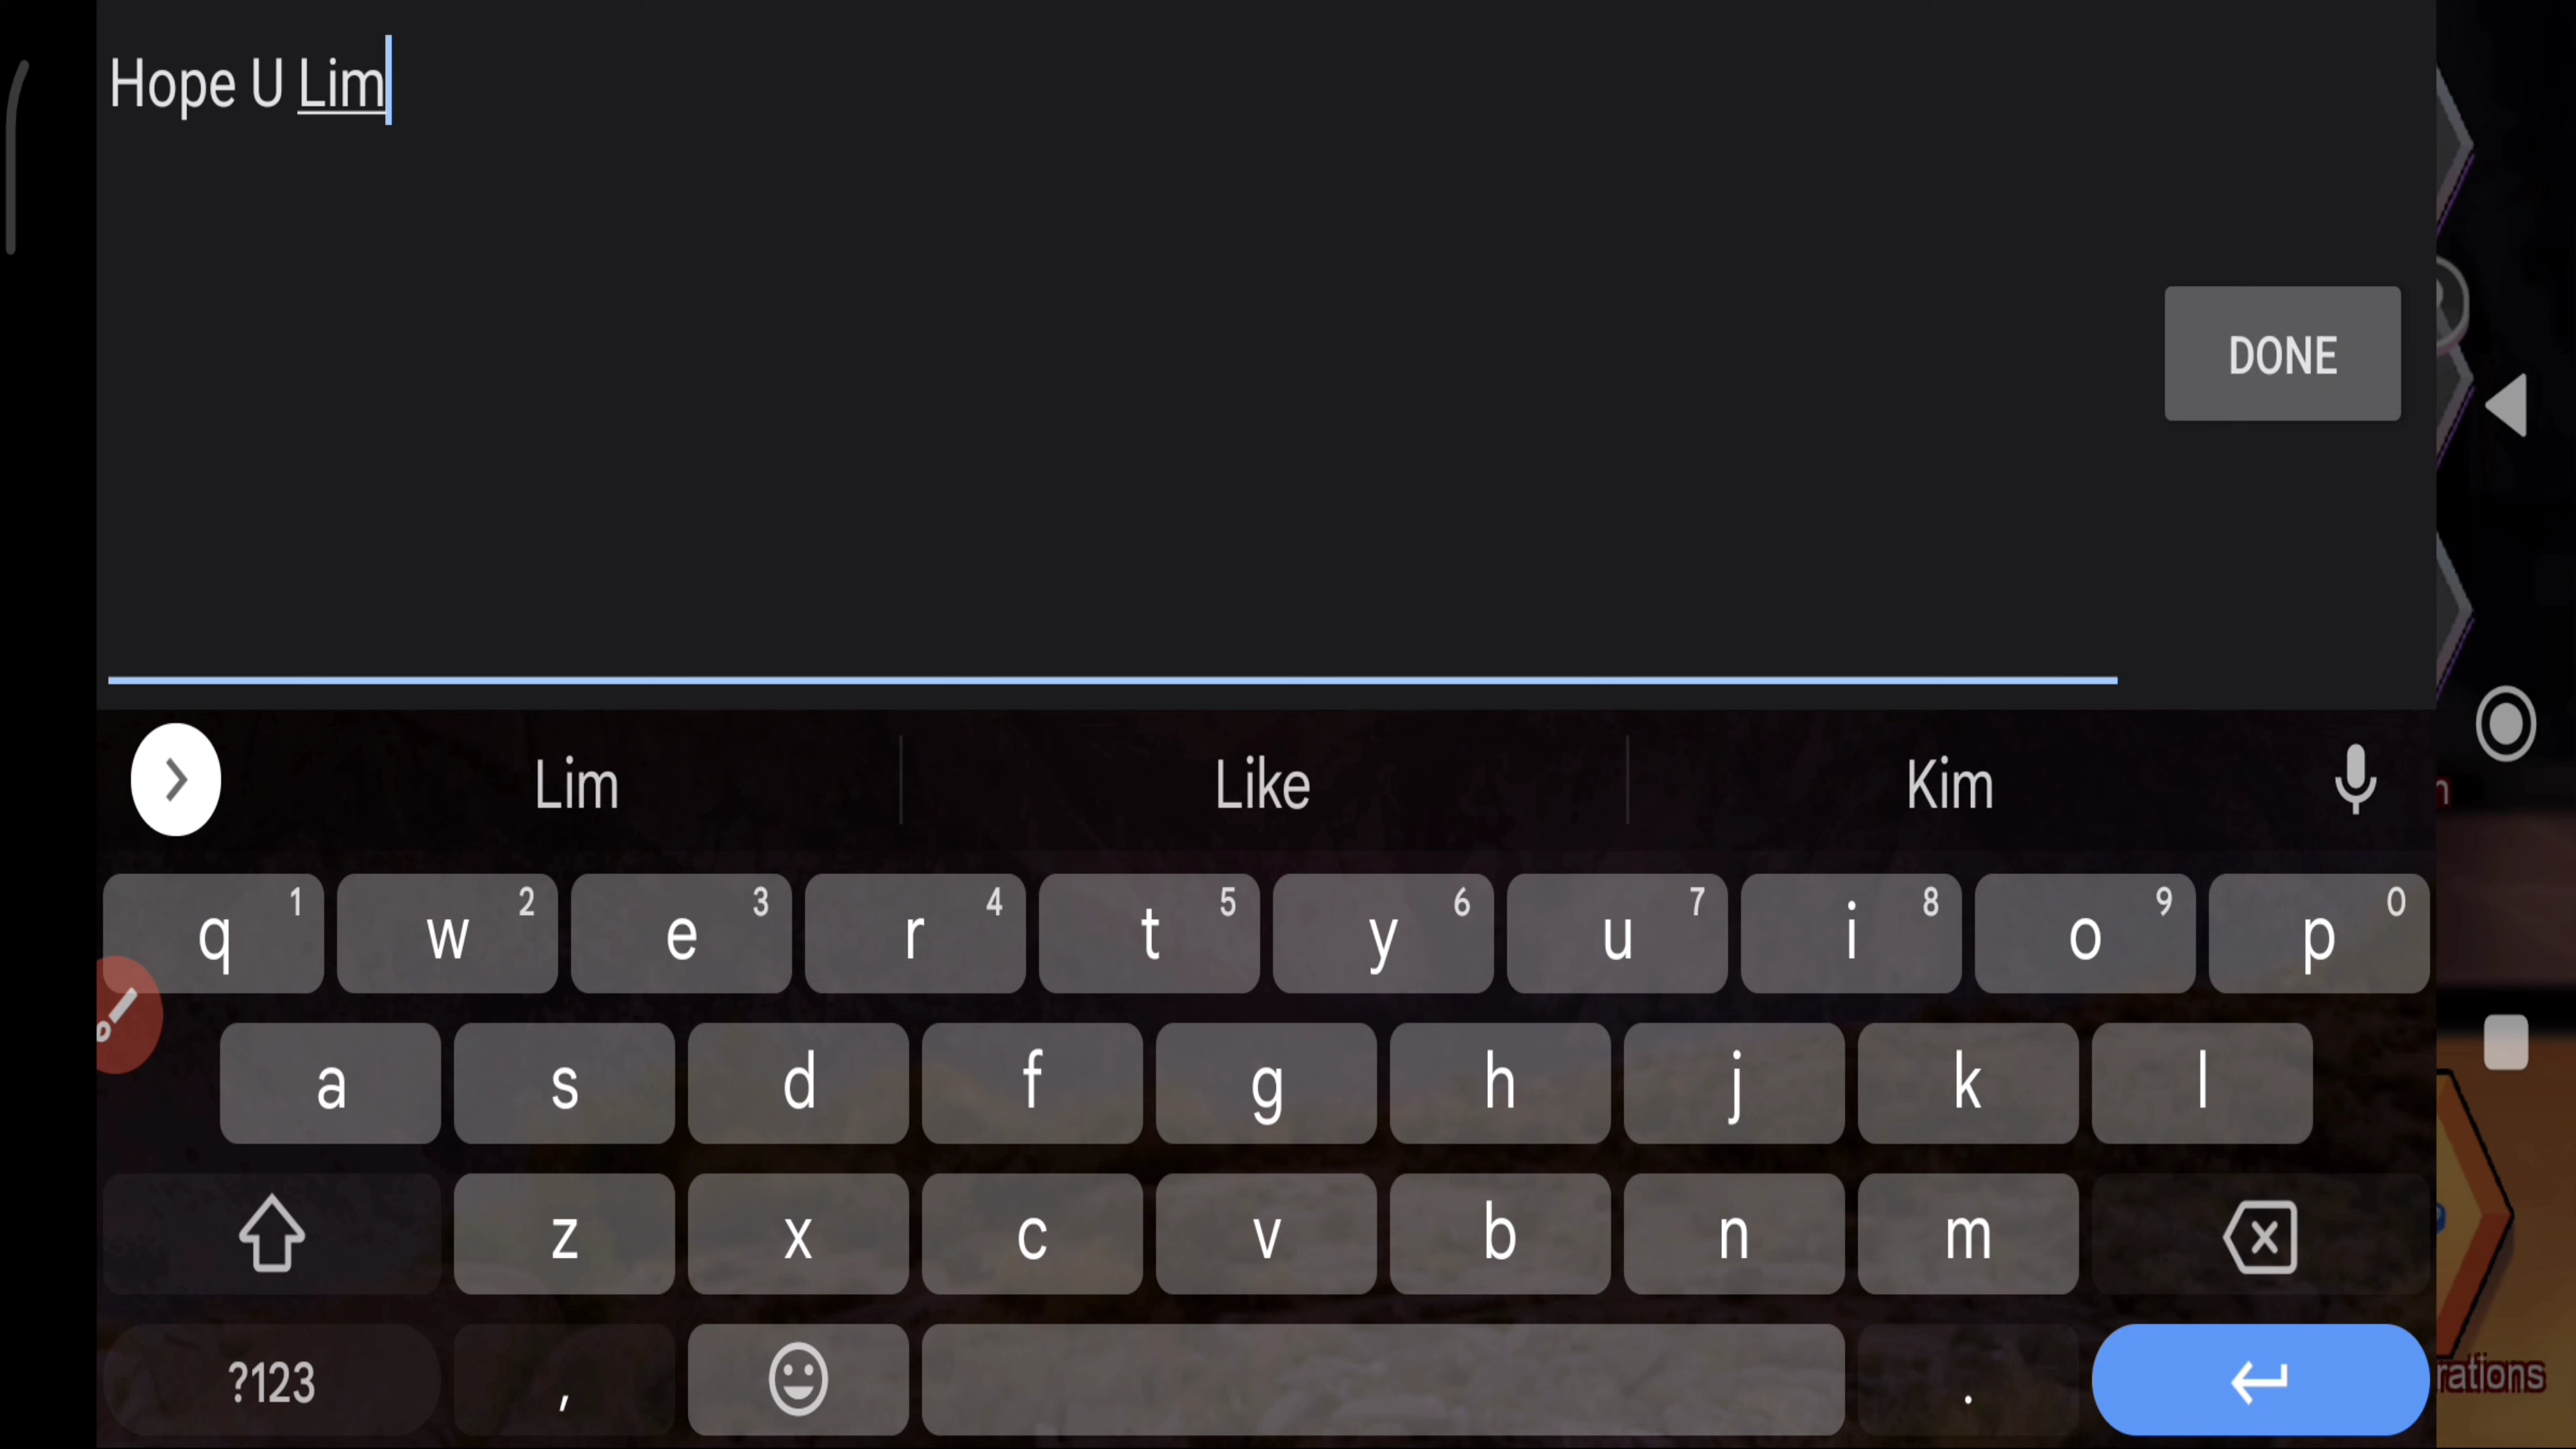 Hope U Lim
DONE
Lim Like Kim
q 1 w 2 e 3 r 4 t 5 y 6 u 7 i 8 o 9 p 0
a s d f g h j k l
z x c v b n m
?123 , .
rations